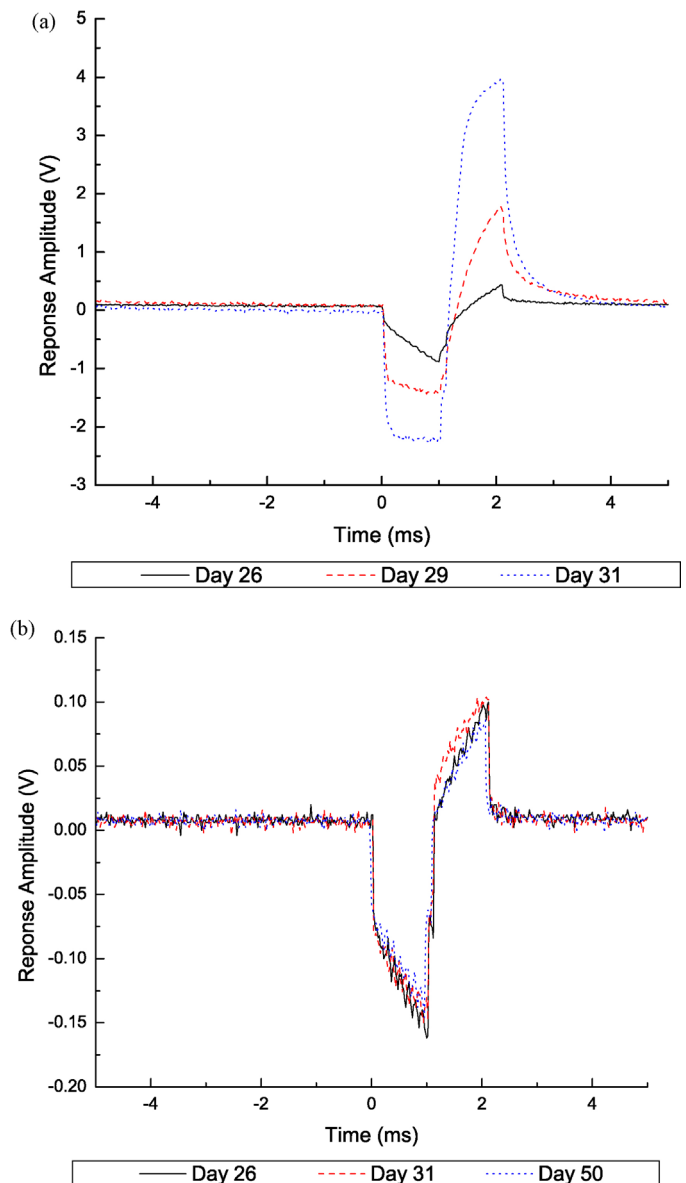 (a)
5
4
3
2
1
0
-1
-2
-3
Reponse Amplitude (V)
-4 -2 0 2 4
Time (ms)
Day 26 Day 29 Day 31
(b)
0.15
0.10
0.05
0.00
-0.05
-0.10
-0.15
-0.20
Reponse Amplitude (V)
-4 -2 0 2 4
Time (ms)
Day 26 Day 31 Day 50